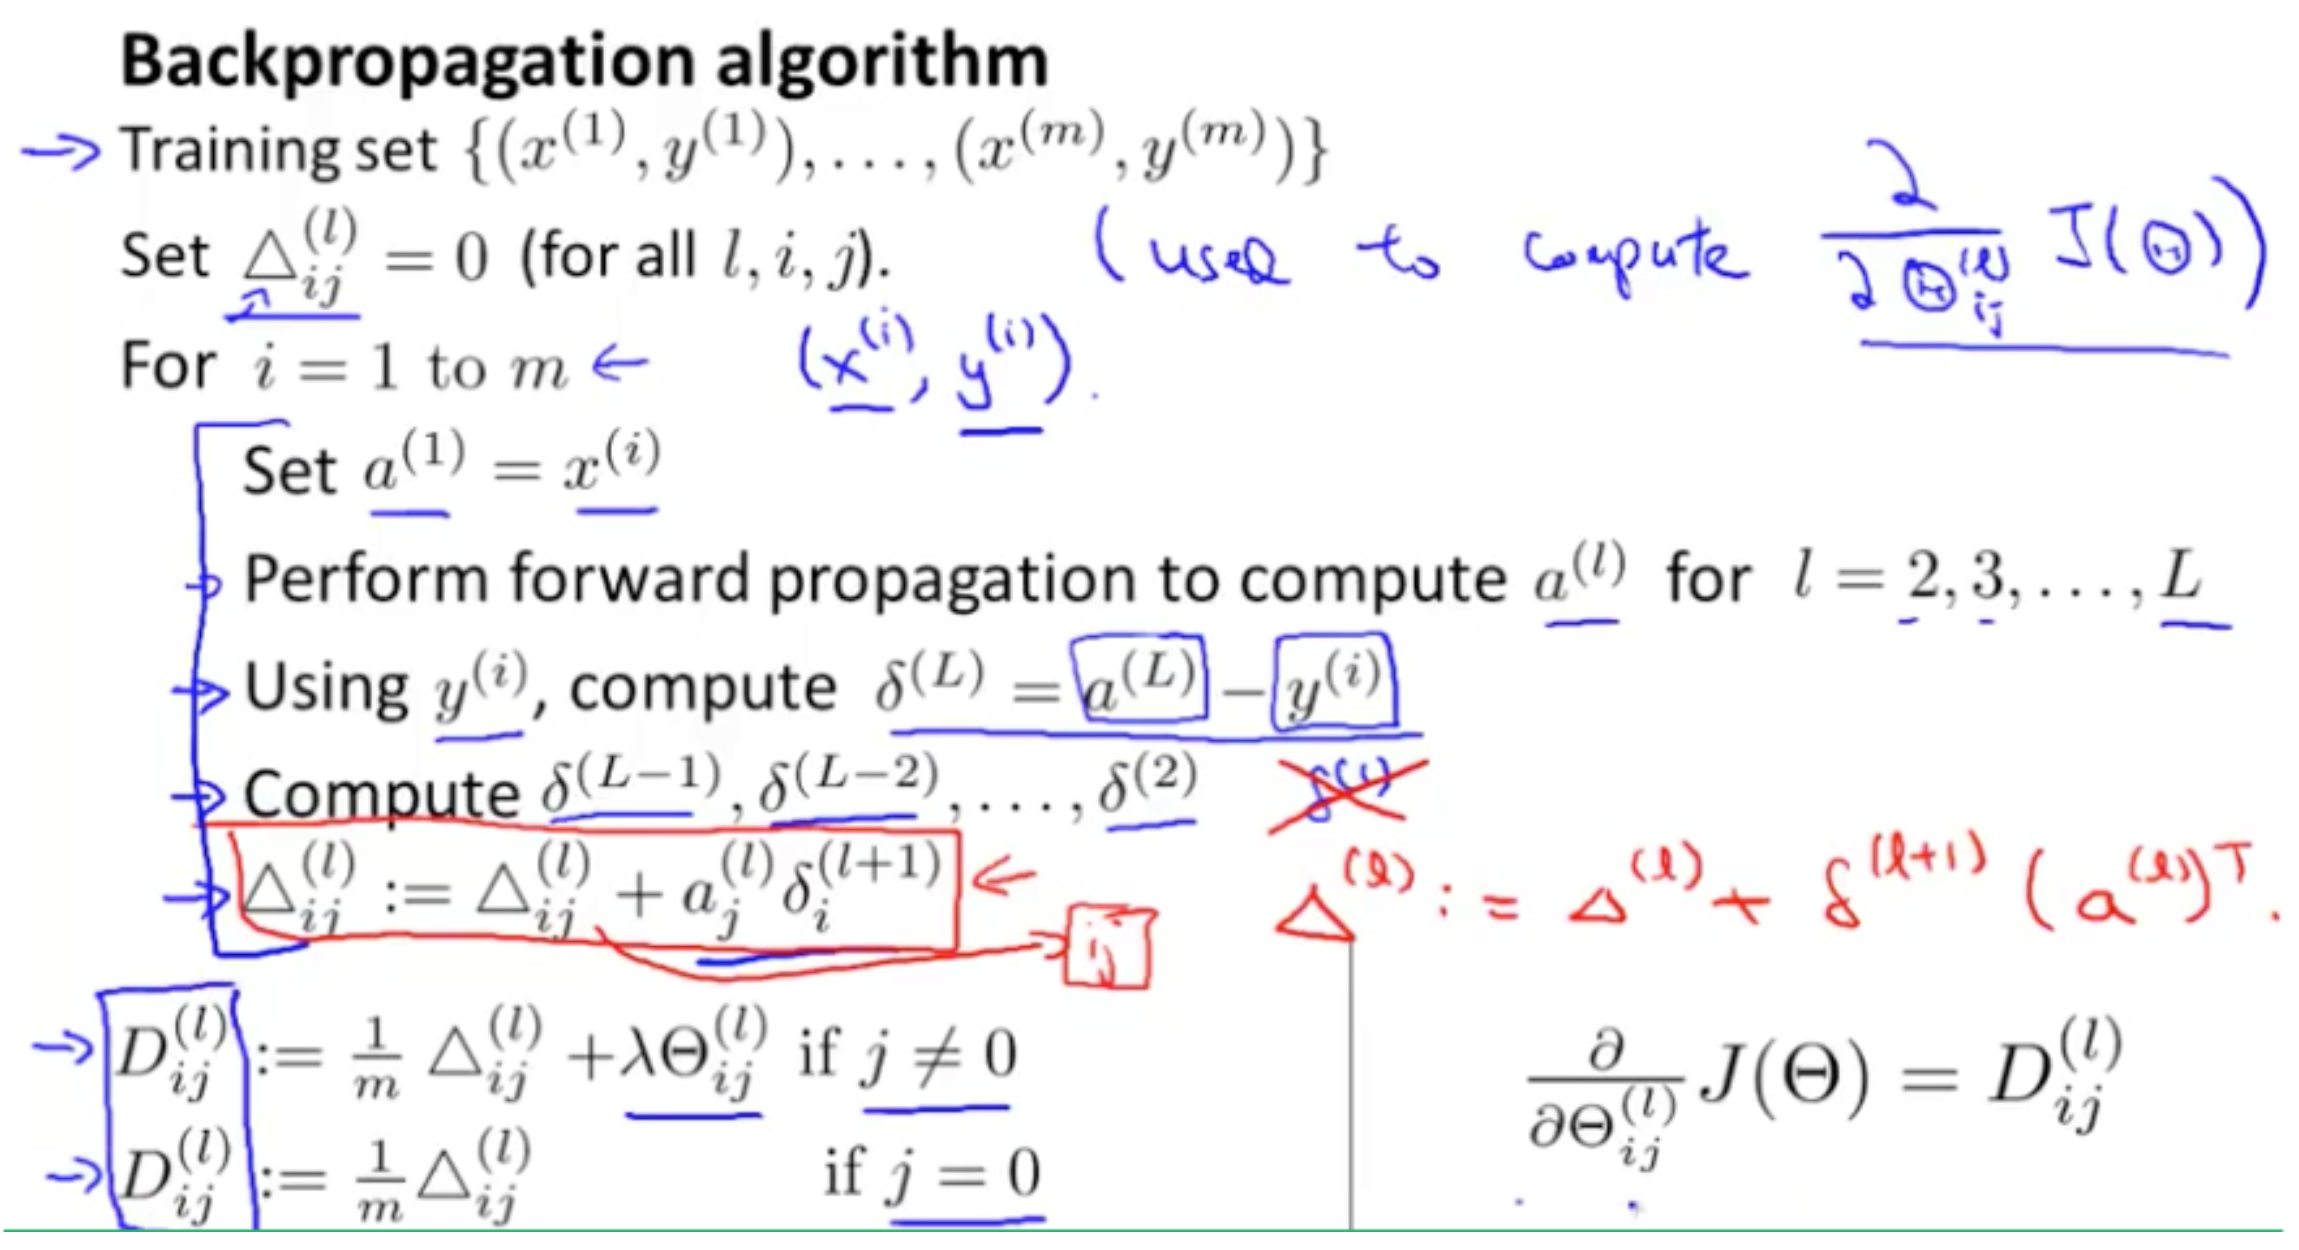 Backpropagation algorithm
→ Training set {(x^(1), y^(1)), . . . , (x^(m), y^(m))}
Set △_ij^(l) = 0 (for all l, i, j). (used to compute ∂/∂Θ_ij^(l) J(Θ))
For i = 1 to m ← (x^(i), y^(i)).
Set a^(1) = x^(i)
→ Perform forward propagation to compute a^(l) for l = 2, 3, . . . , L
→ Using y^(i), compute δ^(L) = a^(L) − y^(i)
→ Compute δ^(L−1), δ^(L−2), . . . , δ^(2) δ^(1)
→ △_ij^(l) := △_ij^(l) + a_j^(l) δ_i^(l+1) ← Δ^(l) := Δ^(l) + δ^(l+1) (a^(l))^T.
ij
→ D_ij^(l) := 1/m △_ij^(l) + λΘ_ij^(l) if j ≠ 0
→ D_ij^(l) := 1/m △_ij^(l) if j = 0
∂/∂Θ_ij^(l) J(Θ) = D_ij^(l)